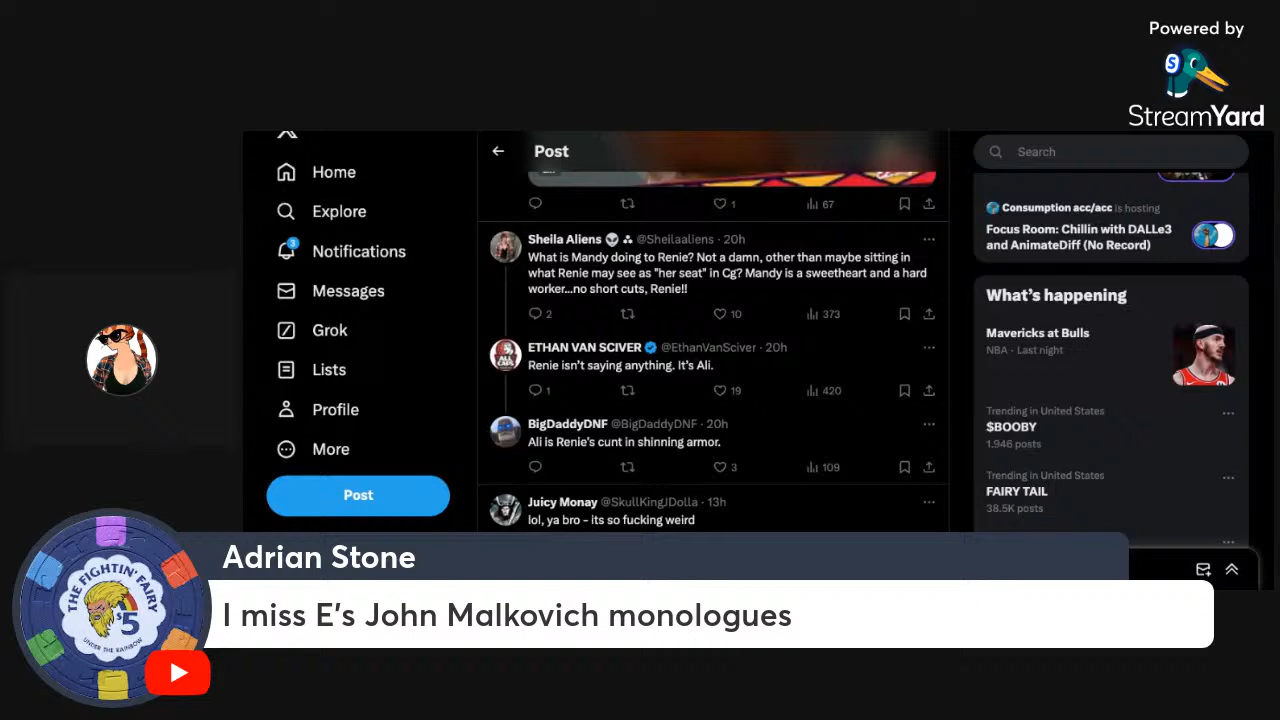 Powered by
S
StreamYard
Home
Explore
3
Notifications
Messages
Grok
Lists
Profile
More
Post
Post
1
67
Sheila Aliens @Sheilaaliens · 20h
What is Mandy doing to Renie? Not a damn, other than maybe sitting in
what Renie may see as "her seat" in Cg? Mandy is a sweetheart and a hard
worker...no short cuts, Renie!!
2 10 373
ETHAN VAN SCIVER @EthanVanSciver · 20h
Renie isn't saying anything. It's Ali.
1 19 420
BigDaddyDNF @BigDaddyDNF · 20h
Ali is Renie's cunt in shinning armor.
3 109
Juicy Monay @SkullKingJDolla · 13h
lol, ya bro - its so fucking weird
Search
Consumption acc/acc is hosting
Focus Room: Chillin with DALLe3
and AnimateDiff (No Record)
What's happening
Mavericks at Bulls
NBA · Last night
Trending in United States
$BOOBY
1,946 posts
Trending in United States
FAIRY TAIL
38.5K posts
THE FIGHTIN' FAIRY
$5
UNDER THE RAINBOW
Adrian Stone
I miss E's John Malkovich monologues